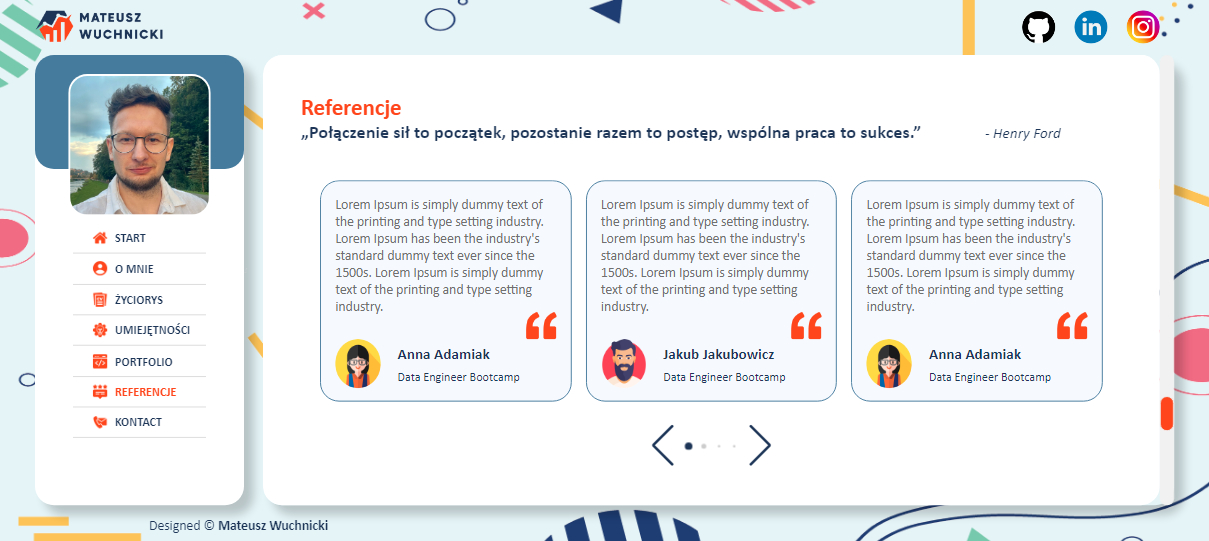 MATEUSZ
WUCHNICKI
START
O MNIE
ŻYCIORYS
UMIEJĘTNOŚCI
PORTFOLIO
REFERENCJE
KONTACT
Referencje
„Połączenie sił to początek, pozostanie razem to postęp, wspólna praca to sukces.” - Henry Ford
Lorem Ipsum is simply dummy text of
the printing and type setting industry.
Lorem Ipsum has been the industry's
standard dummy text ever since the
1500s. Lorem Ipsum is simply dummy
text of the printing and type setting
industry.
Anna Adamiak
Data Engineer Bootcamp
Lorem Ipsum is simply dummy text of
the printing and type setting industry.
Lorem Ipsum has been the industry's
standard dummy text ever since the
1500s. Lorem Ipsum is simply dummy
text of the printing and type setting
industry.
Jakub Jakubowicz
Data Engineer Bootcamp
Lorem Ipsum is simply dummy text of
the printing and type setting industry.
Lorem Ipsum has been the industry's
standard dummy text ever since the
1500s. Lorem Ipsum is simply dummy
text of the printing and type setting
industry.
Anna Adamiak
Data Engineer Bootcamp
Designed © Mateusz Wuchnicki